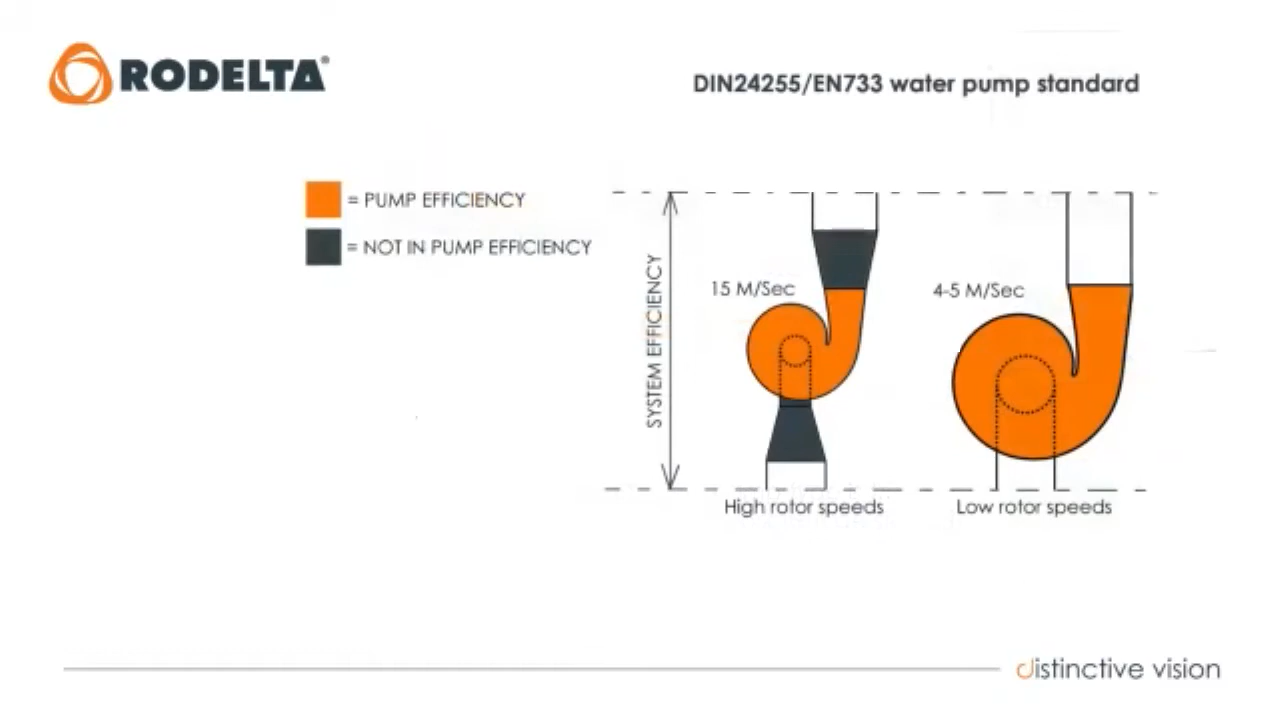 RODELTA®
DIN24255/EN733 water pump standard
= PUMP EFFICIENCY
= NOT IN PUMP EFFICIENCY
SYSTEM EFFICIENCY
15 M/Sec
4-5 M/Sec
High rotor speeds
Low rotor speeds
distinctive vision